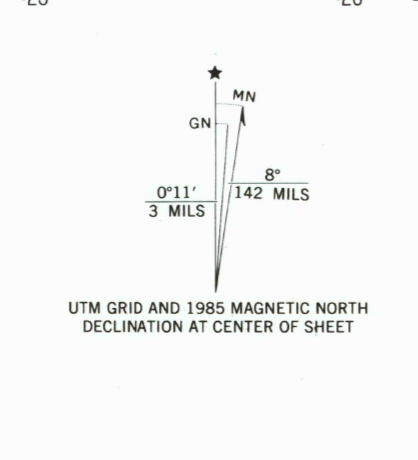 MN
GN
8°
142 MILS
0°11'
3 MILS
UTM GRID AND 1985 MAGNETIC NORTH
DECLINATION AT CENTER OF SHEET